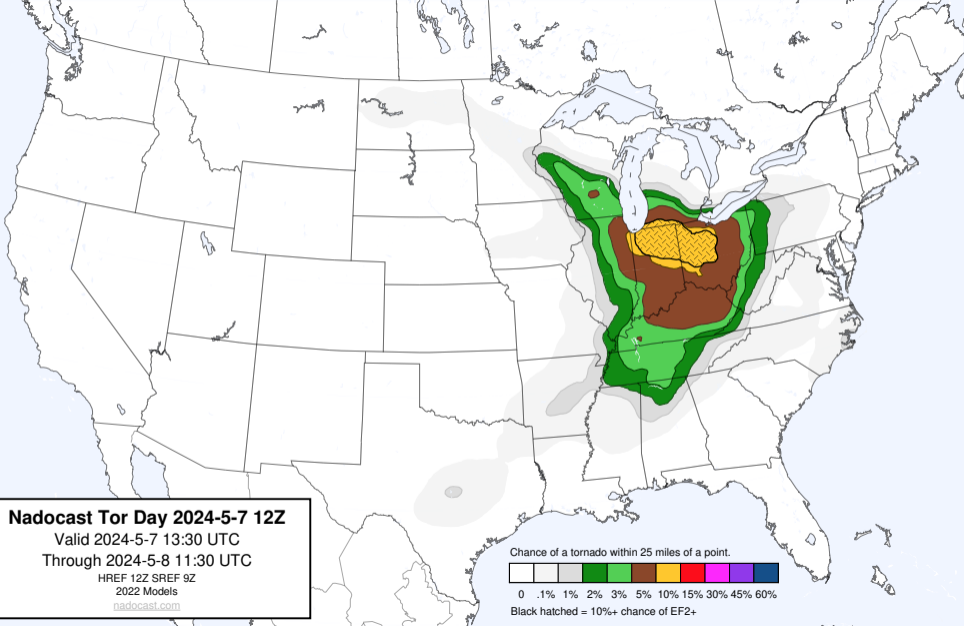 Nadocast Tor Day 2024-5-7 12Z
Valid 2024-5-7 13:30 UTC
Through 2024-5-8 11:30 UTC
HREF 12Z SREF 9Z
2022 Models
nadocast.com
Chance of a tornado within 25 miles of a point.
0 .1% 1% 2% 3% 5% 10% 15% 30% 45% 60%
Black hatched = 10%+ chance of EF2+